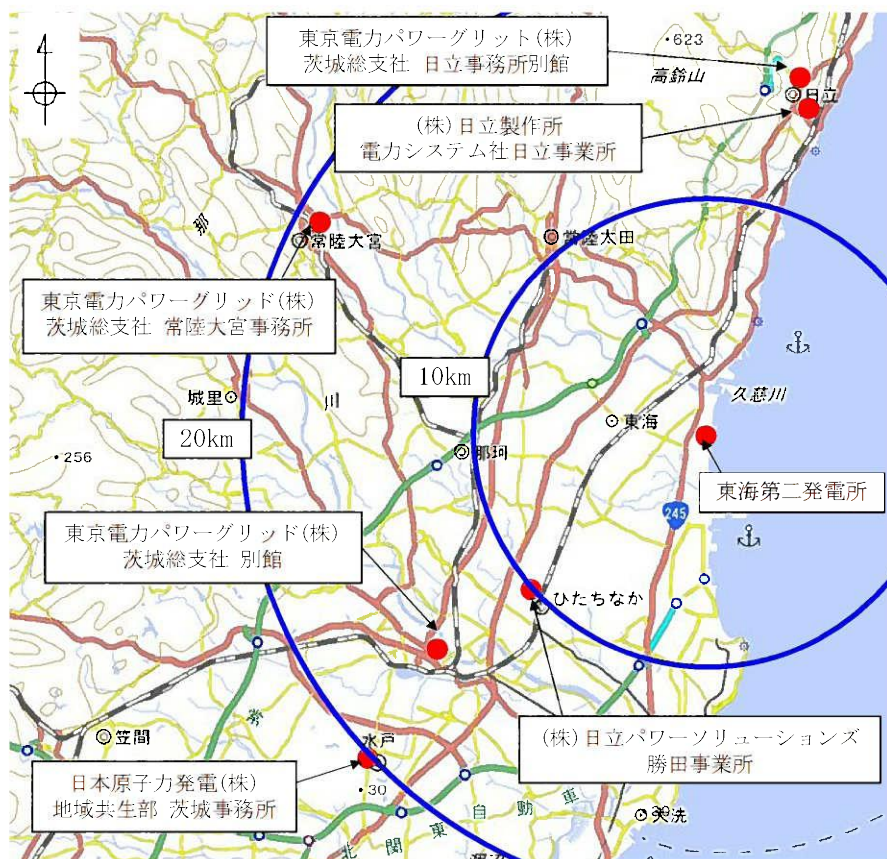 東京電力パワーグリット(株)
茨城総支社 日立事務所別館
・623
高鈴山
日立
(株)日立製作所
電力システム社日立事業所
那
常陸大宮
常陸太田
東京電力パワーグリッド(株)
茨城総支社 常陸大宮事務所
10km
久慈川
城里
川
20km
東海
・256
那珂
東海第二発電所
東京電力パワーグリッド(株)
茨城総支社 別館
245
ひたちなか
(株)日立パワーソリューションズ
勝田事業所
笠間
常
水戸
日本原子力発電(株)
地域共生部 茨城事務所
・30
北関東自動車
大洗